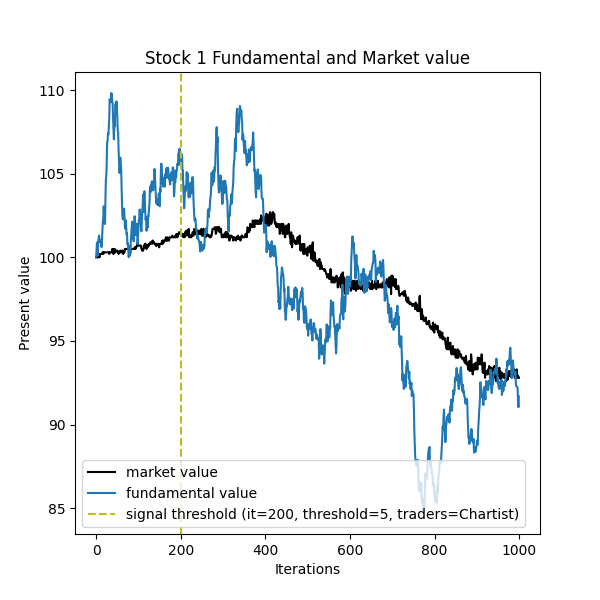 Stock 1 Fundamental and Market value
110
105
100
95
90
85
Present value
market value
fundamental value
signal threshold (it=200, threshold=5, traders=Chartist)
0 200 400 600 800 1000
Iterations